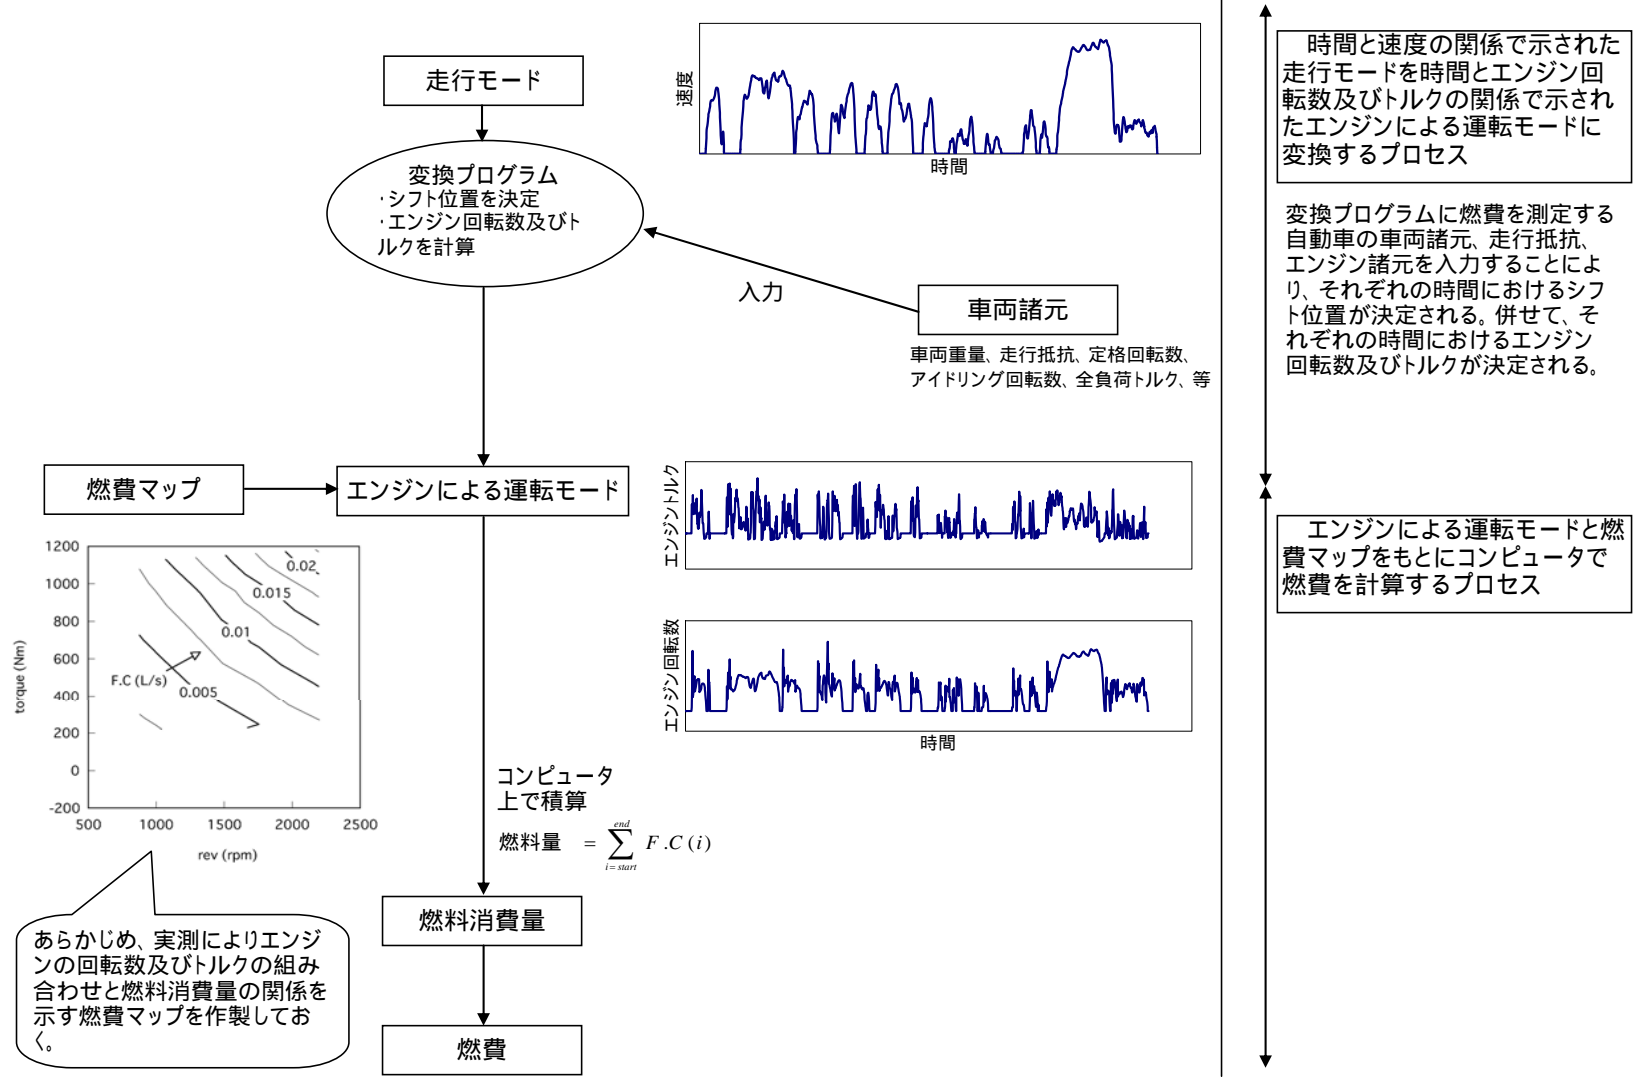 走行モード
変換プログラム
・シフト位置を決定
・エンジン回転数及びト
ルクを計算
速度
時間
入力
車両諸元
車両重量、走行抵抗、定格回転数、
アイドリング回転数、全負荷トルク、等
燃費マップ
エンジンによる運転モード
エンジントルク
エンジン回転数
時間
1200
1000
800
600
400
200
0
-200
500 1000 1500 2000 2500
torque (Nm)
rev (rpm)
0.02
0.015
0.01
F.C (L/s)
0.005
あらかじめ、実測によりエンジ
ンの回転数及びトルクの組み
合わせと燃料消費量の関係を
示す燃費マップを作製してお
く。
コンピュータ
上で積算
燃料量 = \sum_{i=start}^{end} F.C(i)
燃料消費量
燃費
時間と速度の関係で示された
走行モードを時間とエンジン回
転数及びトルクの関係で示され
たエンジンによる運転モードに
変換するプロセス
変換プログラムに燃費を測定する
自動車の車両諸元、走行抵抗、
エンジン諸元を入力することによ
り、それぞれの時間におけるシフ
ト位置が決定される。併せて、そ
れぞれの時間におけるエンジン
回転数及びトルクが決定される。
エンジンによる運転モードと燃
費マップをもとにコンピュータで
燃費を計算するプロセス